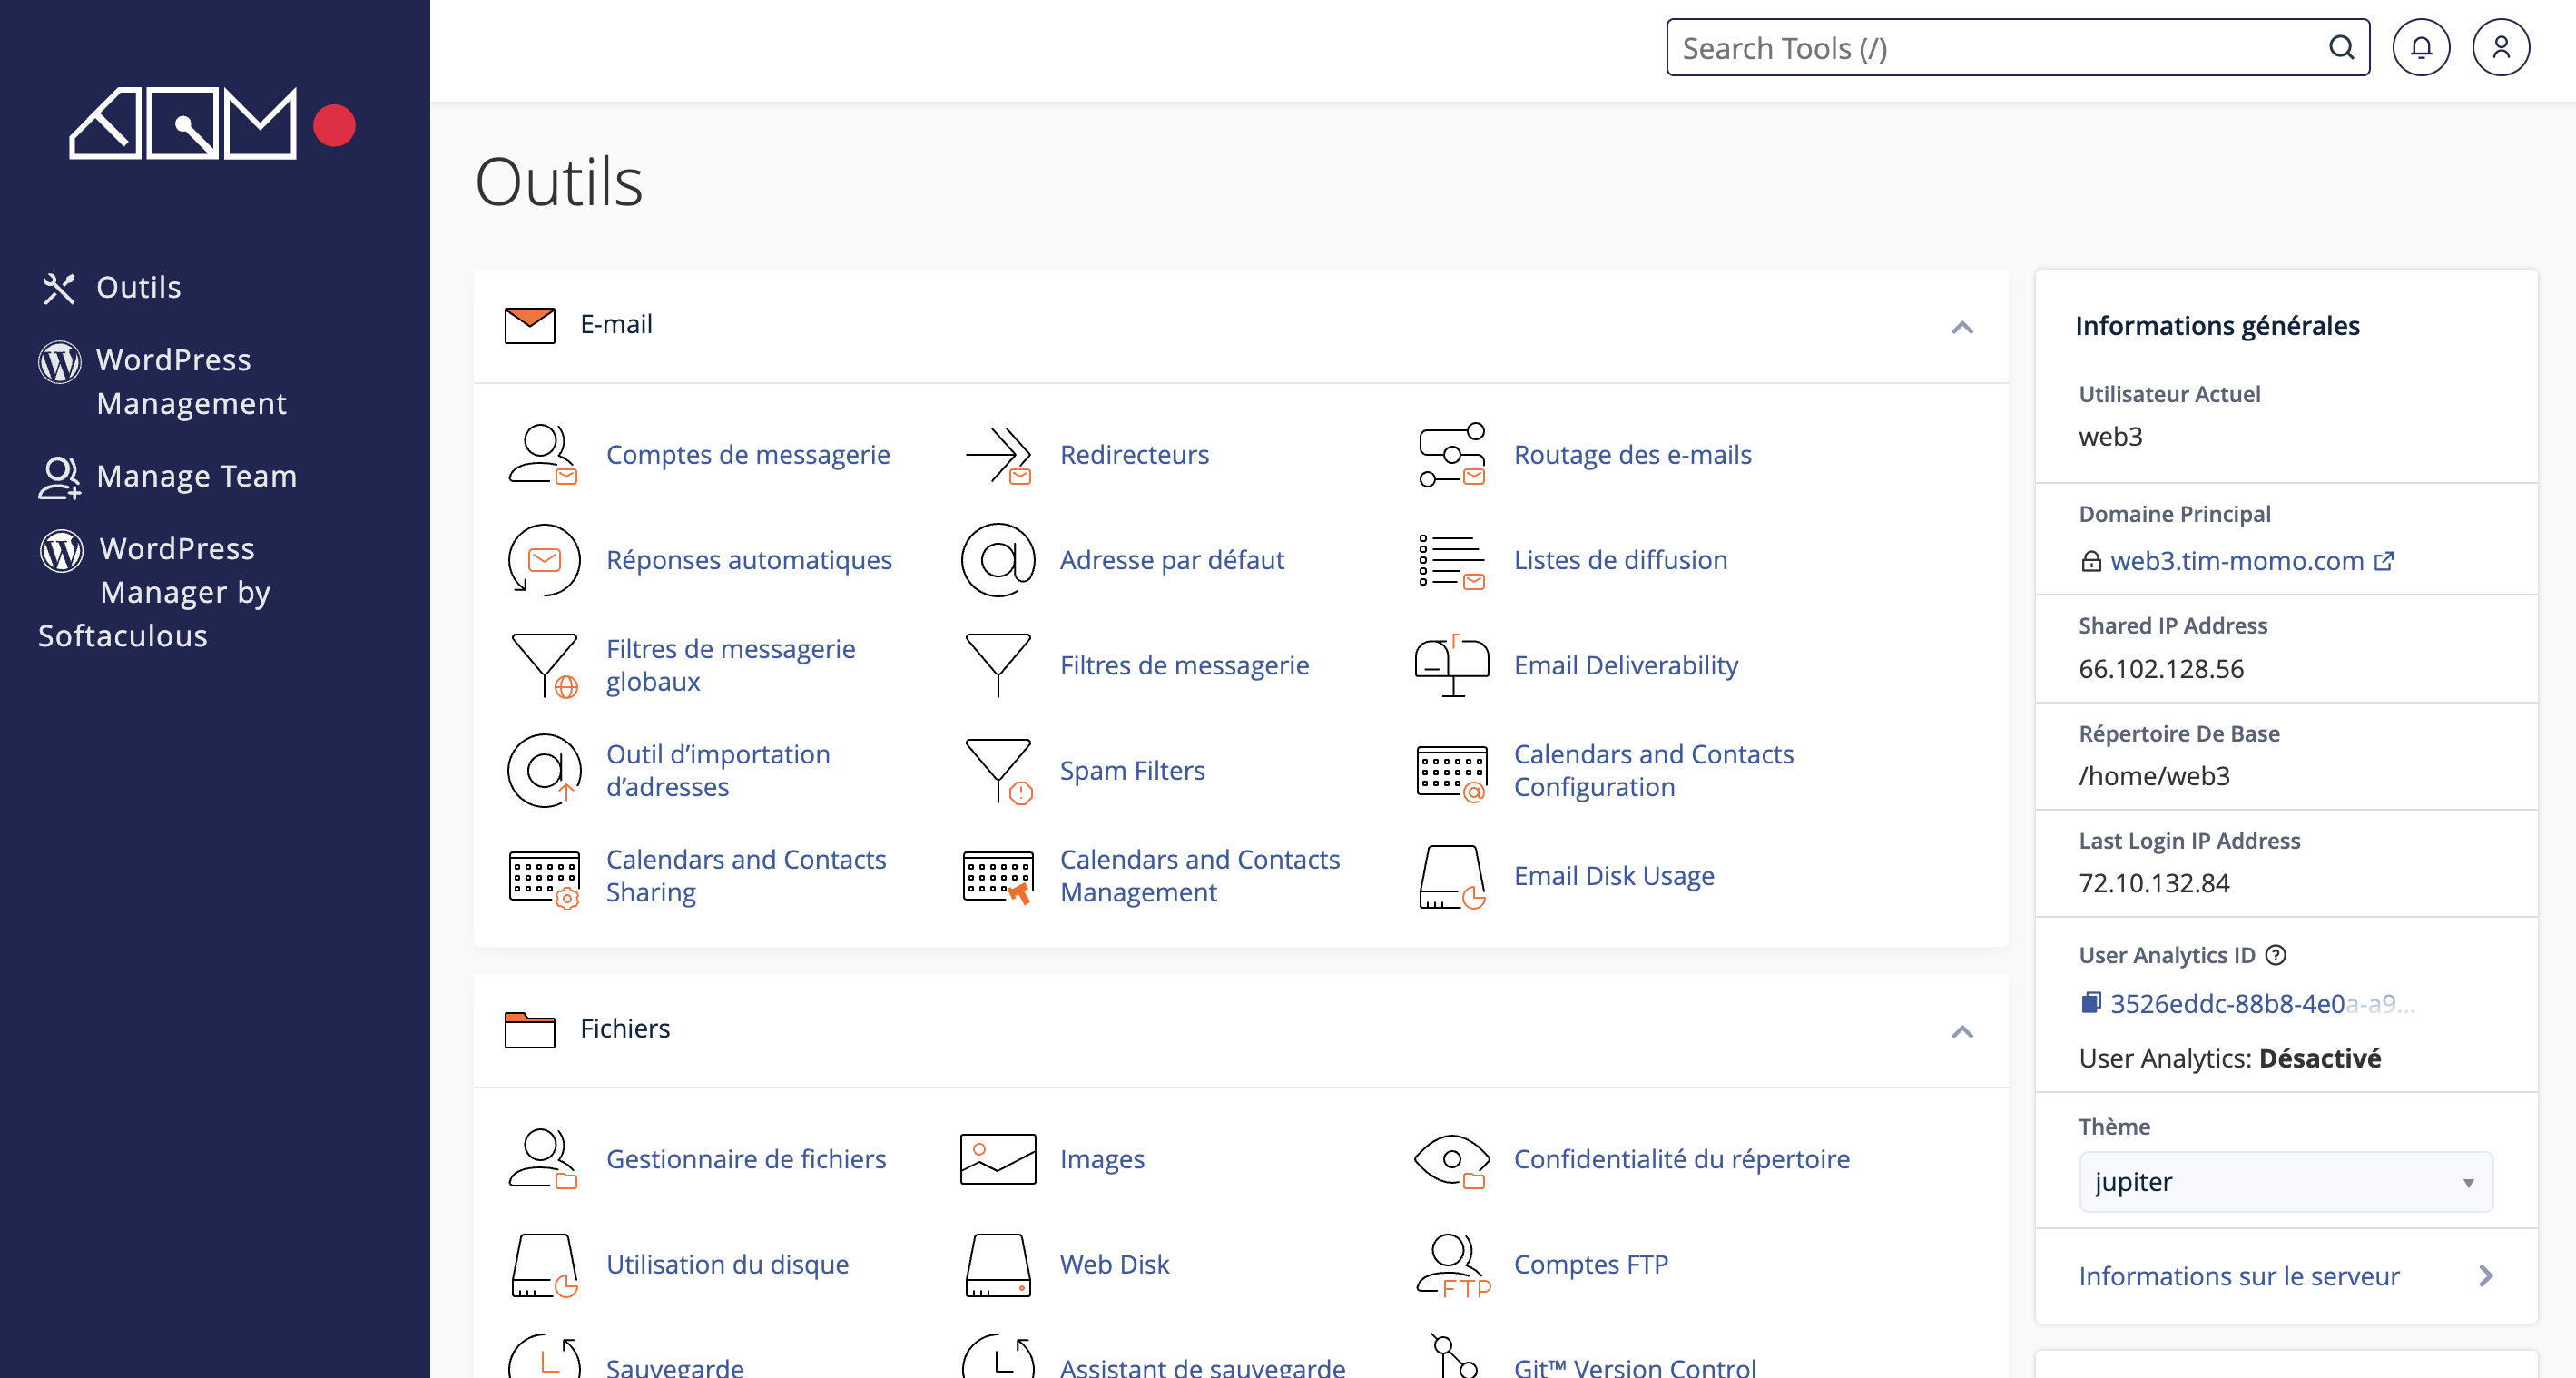 AQM
Search Tools (/)
Outils
WordPress
Management
Manage Team
WordPress
Manager by
Softaculous
Outils
E-mail
Comptes de messagerie
Redirecteurs
Routage des e-mails
Réponses automatiques
Adresse par défaut
Listes de diffusion
Filtres de messagerie
globaux
Filtres de messagerie
Email Deliverability
Outil d’importation
d’adresses
Spam Filters
Calendars and Contacts
Configuration
Calendars and Contacts
Sharing
Calendars and Contacts
Management
Email Disk Usage
Fichiers
Gestionnaire de fichiers
Images
Confidentialité du répertoire
Utilisation du disque
Web Disk
FTP
Comptes FTP
Sauvegarde
Assistant de sauvegarde
Git™ Version Control
Informations générales
Utilisateur Actuel
web3
Domaine Principal
web3.tim-momo.com
Shared IP Address
66.102.128.56
Répertoire De Base
/home/web3
Last Login IP Address
72.10.132.84
User Analytics ID
3526eddc-88b8-4e0a-a9...
User Analytics: Désactivé
Thème
jupiter
Informations sur le serveur